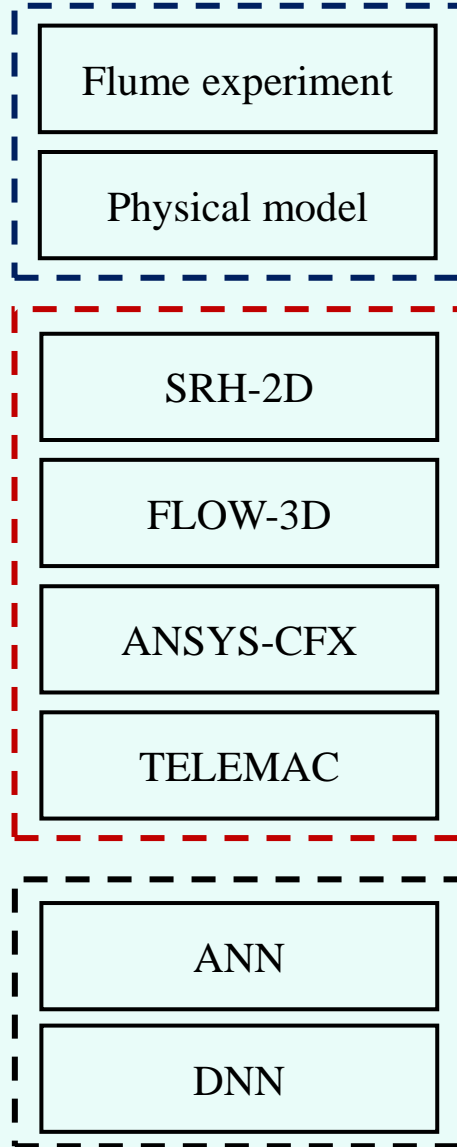 Flume experiment
Physical model
SRH-2D
FLOW-3D
ANSYS-CFX
TELEMAC
ANN
DNN